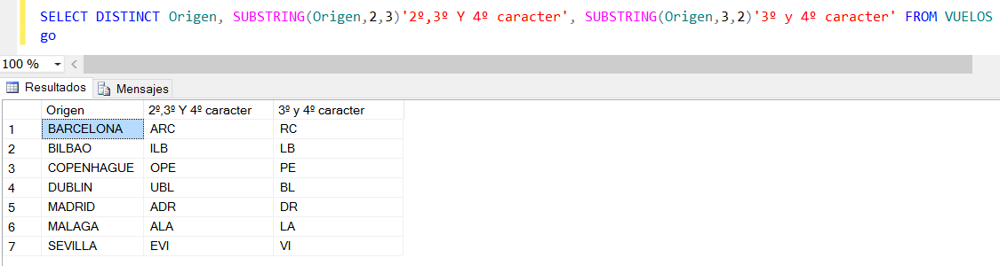 SELECT DISTINCT Origen, SUBSTRING(Origen,2,3)'2º,3º Y 4º caracter', SUBSTRING(Origen,3,2)'3º y 4º caracter' FROM VUELOS
go
100 %
Resultados Mensajes
Origen 2º,3º Y 4º caracter 3º y 4º caracter
1 BARCELONA ARC RC
2 BILBAO ILB LB
3 COPENHAGUE OPE PE
4 DUBLIN UBL BL
5 MADRID ADR DR
6 MALAGA ALA LA
7 SEVILLA EVI VI